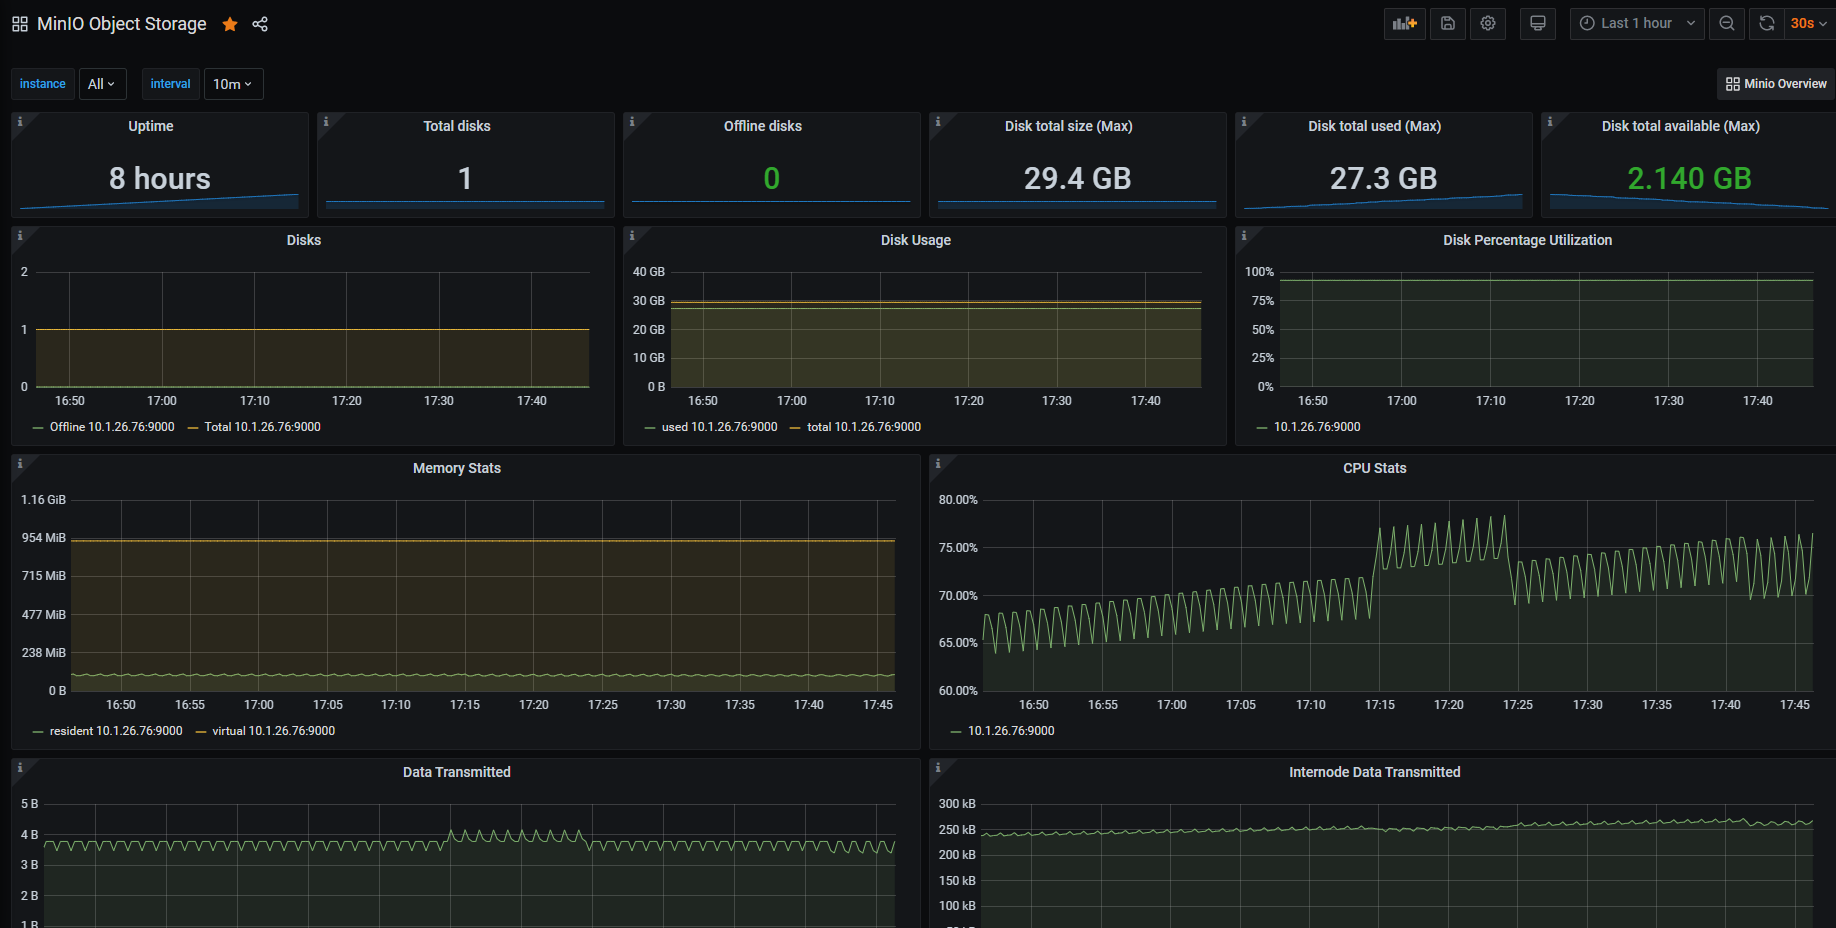 MinIO Object Storage
Last 1 hour
30s
instance All interval 10m
Minio Overview
Uptime
8 hours
Total disks
1
Offline disks
0
Disk total size (Max)
29.4 GB
Disk total used (Max)
27.3 GB
Disk total available (Max)
2.140 GB
Disks
2
1
0
16:50 17:00 17:10 17:20 17:30 17:40
Offline 10.1.26.76:9000 Total 10.1.26.76:9000
Disk Usage
40 GB
30 GB
20 GB
10 GB
0 B
16:50 17:00 17:10 17:20 17:30 17:40
used 10.1.26.76:9000 total 10.1.26.76:9000
Disk Percentage Utilization
100%
75%
50%
25%
0%
16:50 17:00 17:10 17:20 17:30 17:40
10.1.26.76:9000
Memory Stats
1.16 GiB
954 MiB
715 MiB
477 MiB
238 MiB
0 B
16:50 16:55 17:00 17:05 17:10 17:15 17:20 17:25 17:30 17:35 17:40 17:45
resident 10.1.26.76:9000 virtual 10.1.26.76:9000
CPU Stats
80.00%
75.00%
70.00%
65.00%
60.00%
16:50 16:55 17:00 17:05 17:10 17:15 17:20 17:25 17:30 17:35 17:40 17:45
10.1.26.76:9000
Data Transmitted
5 B
4 B
3 B
2 B
1 B
Internode Data Transmitted
300 kB
250 kB
200 kB
150 kB
100 kB